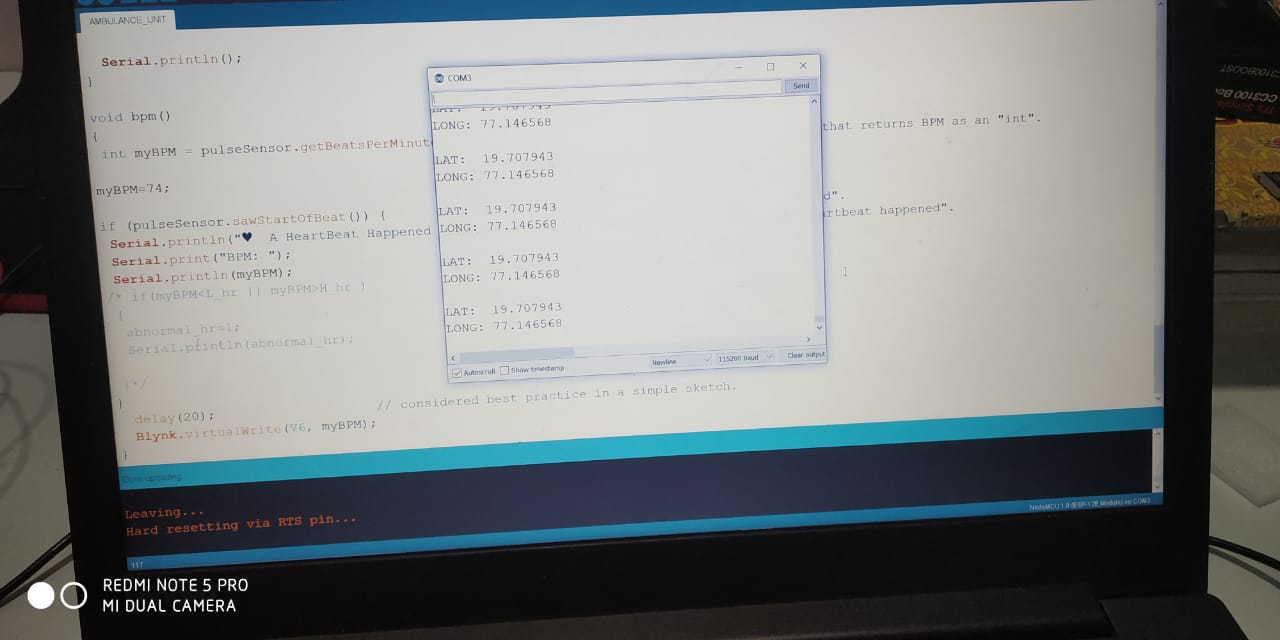 AMBULANCE_UNIT
Serial.println();
}
void bpm()
{
int myBPM = pulseSensor.getBeatsPerMinut
that returns BPM as an "int".
myBPM=74;
d".
if (pulseSensor.sawStartOfBeat()) {
rtbeat happened".
Serial.println("♥ A HeartBeat Happened
Serial.print("BPM: ");
Serial.println(myBPM);
/* if(myBPM<L_hr || myBPM>H_hr )
{
abnormal_hr=1;
Serial.println(abnormal_hr);
}*/
}
delay(20);
// considered best practice in a simple sketch.
Blynk.virtualWrite(V6, myBPM);
}
COM3
Send
LAT: 19.707943
LONG: 77.146568
LAT: 19.707943
LONG: 77.146568
LAT: 19.707943
LONG: 77.146568
LAT: 19.707943
LONG: 77.146568
LAT: 19.707943
LONG: 77.146568
Autoscroll
Show timestamp
Newline
115200 baud
Clear output
Done uploading.
Leaving...
Hard resetting via RTS pin...
117
NodeMCU 1.0 (ESP-12E Module) on COM3
REDMI NOTE 5 PRO
MI DUAL CAMERA